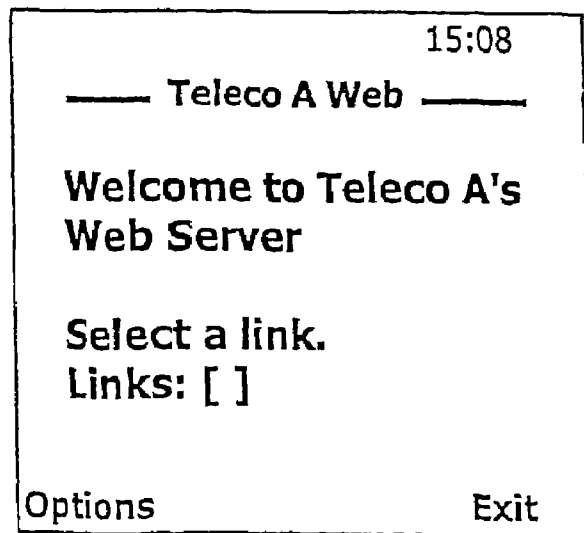 15:08
Teleco A Web
Welcome to Teleco A's
Web Server
Select a link.
Links: [ ]
Options Exit